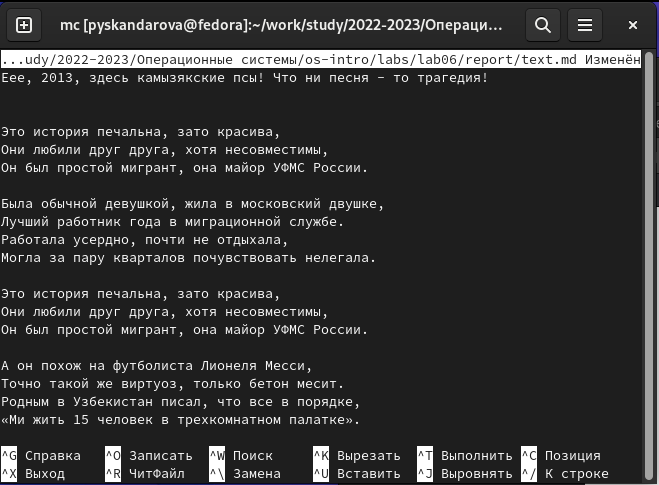 mc [pyskandarova@fedora]:~/work/study/2022-2023/Операци...
...udy/2022-2023/Операционные системы/os-intro/labs/lab06/report/text.md Изменён
Еее, 2013, здесь камызякские псы! Что ни песня - то трагедия!
Это история печальна, зато красива,
Они любили друг друга, хотя несовместимы,
Он был простой мигрант, она майор УФМС России.
Была обычной девушкой, жила в московский двушке,
Лучший работник года в миграционной службе.
Работала усердно, почти не отдыхала,
Могла за пару кварталов почувствовать нелегала.
Это история печальна, зато красива,
Они любили друг друга, хотя несовместимы,
Он был простой мигрант, она майор УФМС России.
А он похож на футболиста Лионеля Месси,
Точно такой же виртуоз, только бетон месит.
Родным в Узбекистан писал, что все в порядке,
«Ми жить 15 человек в трехкомнатном палатке».
^G Справка ^O Записать ^W Поиск ^K Вырезать ^T Выполнить ^C Позиция
^X Выход ^R ЧитФайл ^\ Замена ^U Вставить ^J Выровнять ^/ К строке